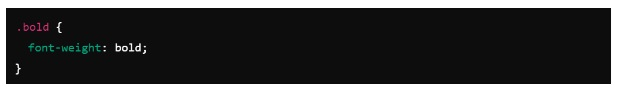 .bold {
  font-weight: bold;
}